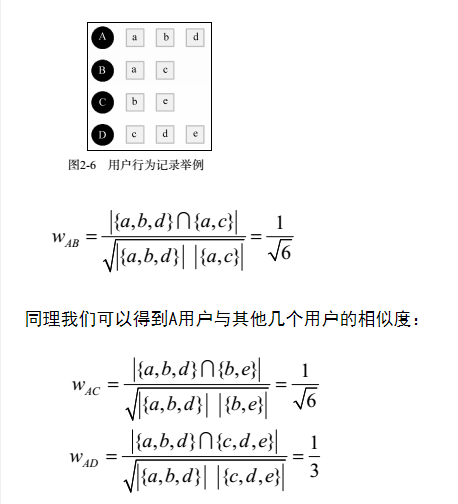 A a b d
B a c
C b e
D c d e
图2-6 用户行为记录举例
w_{AB} = \frac{|\{a,b,d\}\cap\{a,c\}|}{\sqrt{|\{a,b,d\}||\{a,c\}|}} = \frac{1}{\sqrt{6}}
同理我们可以得到A用户与其他几个用户的相似度：
w_{AC} = \frac{|\{a,b,d\}\cap\{b,e\}|}{\sqrt{|\{a,b,d\}||\{b,e\}|}} = \frac{1}{\sqrt{6}}
w_{AD} = \frac{|\{a,b,d\}\cap\{c,d,e\}|}{\sqrt{|\{a,b,d\}||\{c,d,e\}|}} = \frac{1}{3}